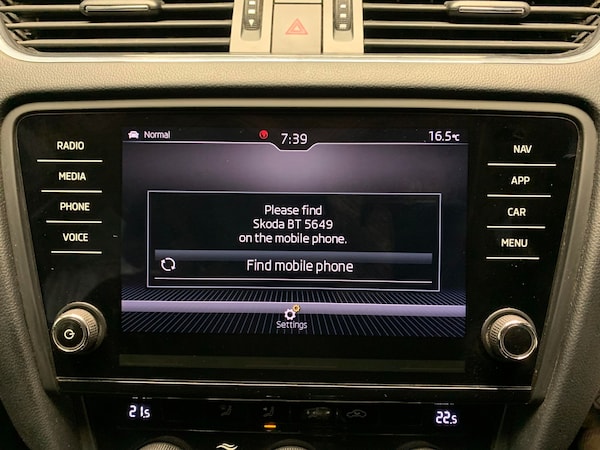 Normal
7:39
16.5°C
RADIO
MEDIA
PHONE
VOICE
NAV
APP
CAR
MENU
Please find
Skoda BT 5649
on the mobile phone.
Find mobile phone
Settings
21.5
22.5